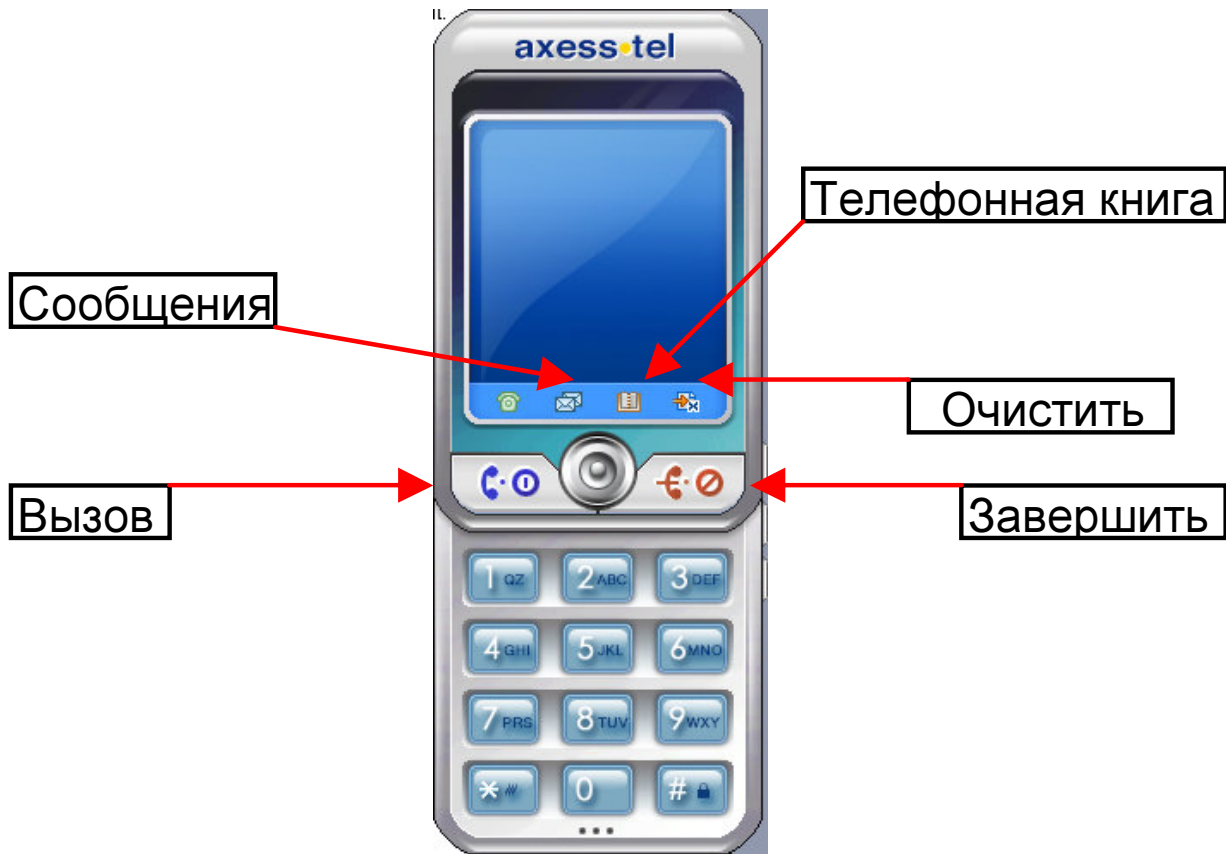 it.
axess•tel
Телефонная книга
Сообщения
Очистить
Вызов
Завершить
1 QZ 2 ABC 3 DEF
4 GHI 5 JKL 6 MNO
7 PRS 8 TUV 9 WXY
* 0 #